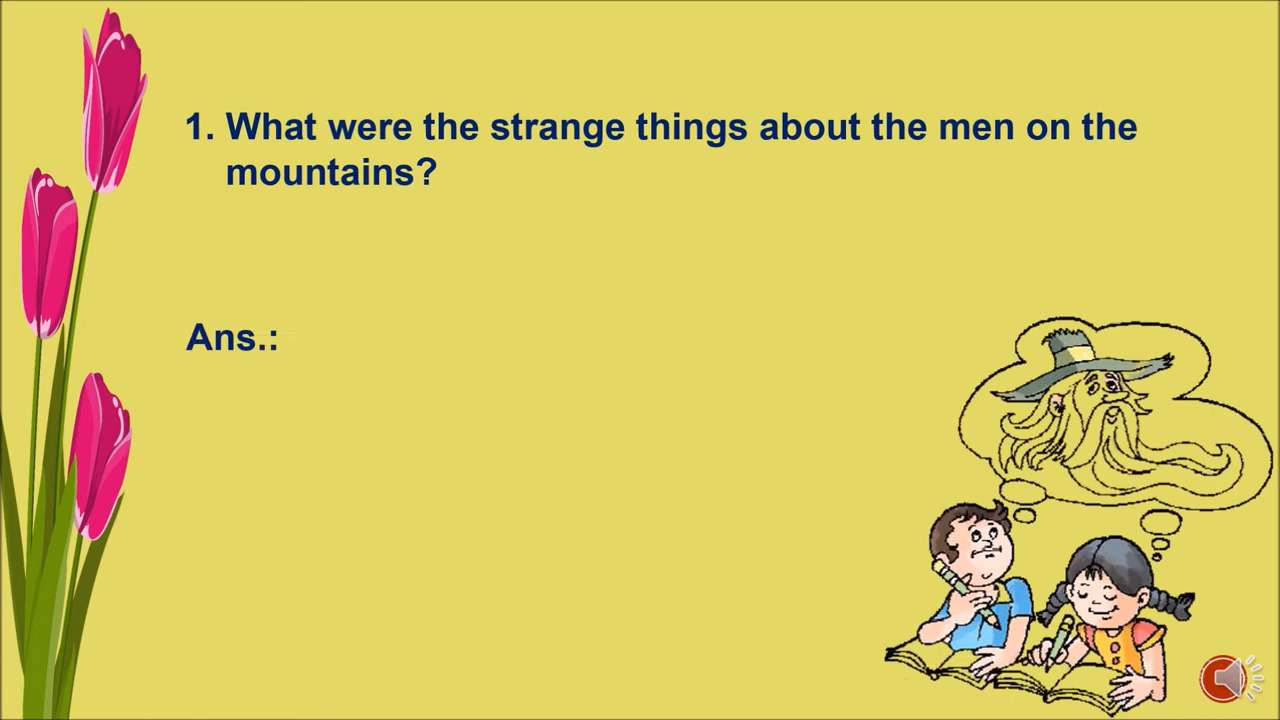 1. What were the strange things about the men on the
mountains?
Ans.: